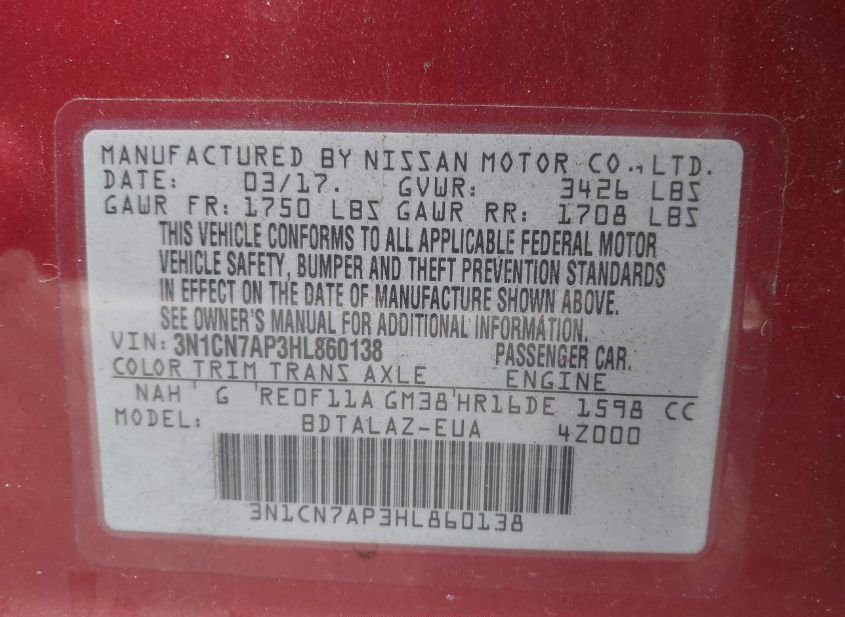 MANUFACTURED BY NISSAN MOTOR CO., LTD.
DATE: 03/17. GVWR: 3426 LBS
GAWR FR: 1750 LBS GAWR RR: 1708 LBS
THIS VEHICLE CONFORMS TO ALL APPLICABLE FEDERAL MOTOR
VEHICLE SAFETY, BUMPER AND THEFT PREVENTION STANDARDS
IN EFFECT ON THE DATE OF MANUFACTURE SHOWN ABOVE.
SEE OWNER'S MANUAL FOR ADDITIONAL INFORMATION.
VIN: 3N1CN7AP3HL860138 PASSENGER CAR.
COLOR TRIM TRANS AXLE ENGINE
NAH G RE0F11A GM38 HR16DE 1598 CC
MODEL: BDTALAZ-EUA 4Z000
3N1CN7AP3HL860138